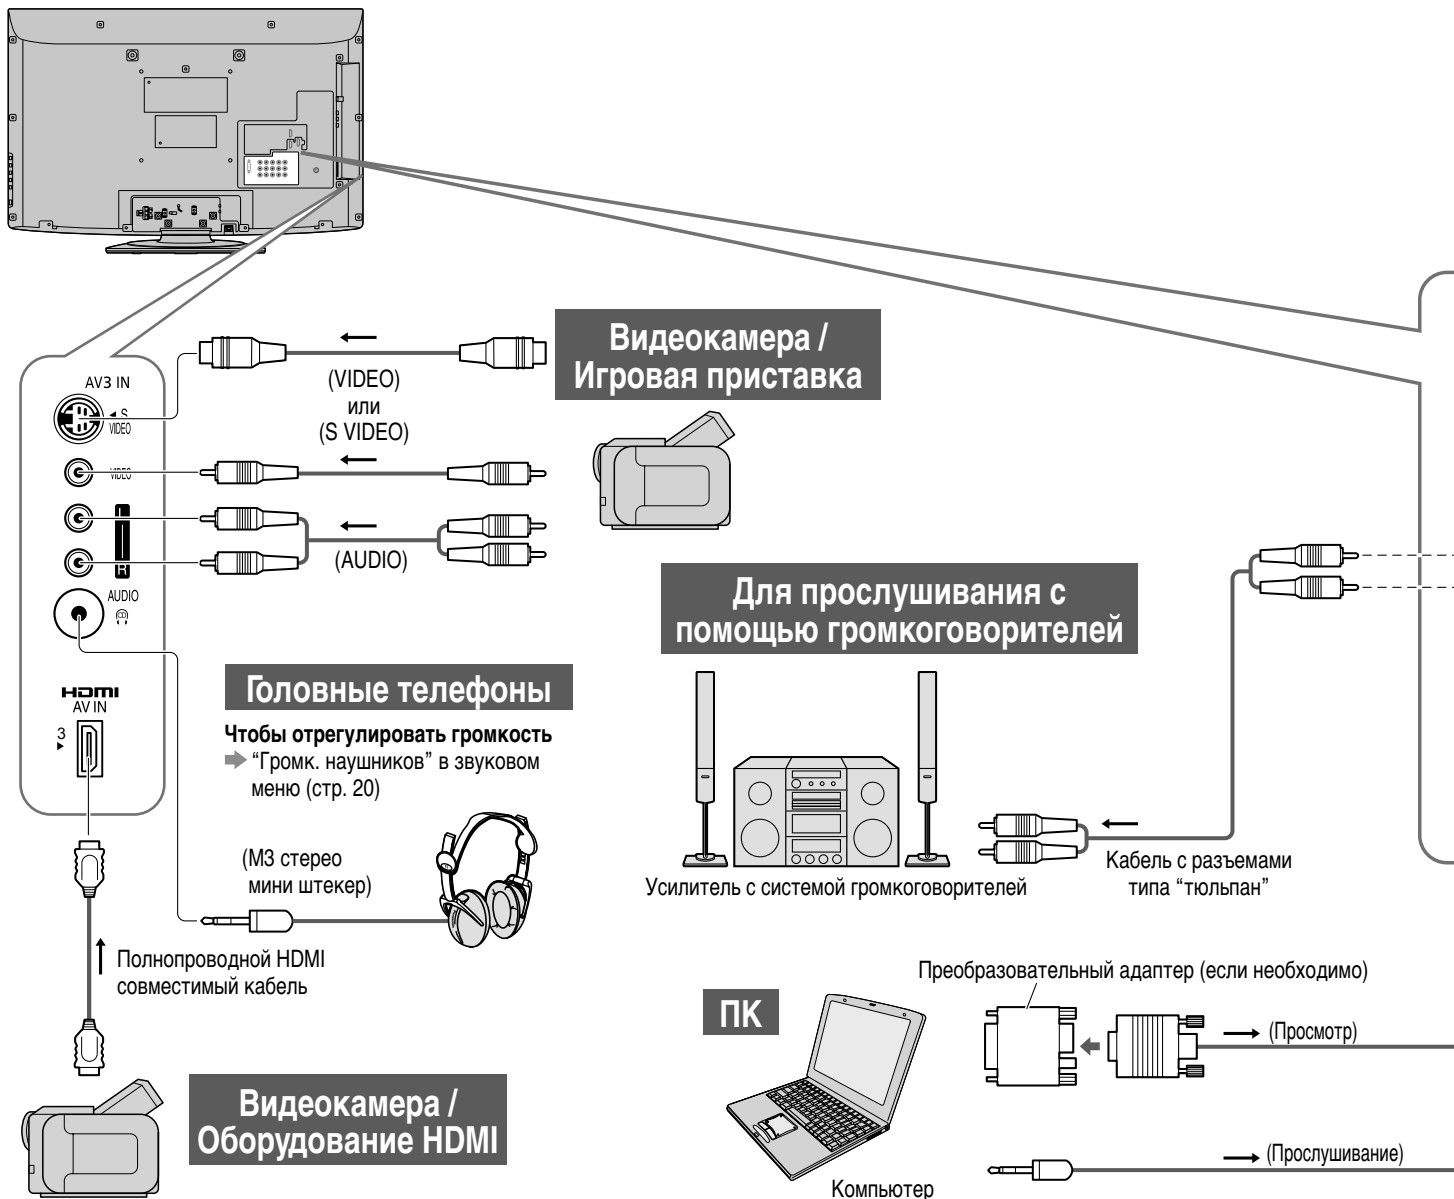 Видеокамера /
Игровая приставка
AV3 IN
S
VIDEO
(VIDEO)
или
(S VIDEO)
VIDEO
(AUDIO)
R
AUDIO
Для прослушивания с
помощью громкоговорителей
HDMI
AV IN
3
Головные телефоны
Чтобы отрегулировать громкость
“Громк. наушников” в звуковом
меню (стр. 20)
(М3 стерео
мини штекер)
Усилитель с системой громкоговорителей
Кабель с разъемами
типа “тюльпан”
Полнопроводной HDMI
совместимый кабель
Преобразовательный адаптер (если необходимо)
ПК
(Просмотр)
Видеокамера /
Оборудование HDMI
(Прослушивание)
Компьютер